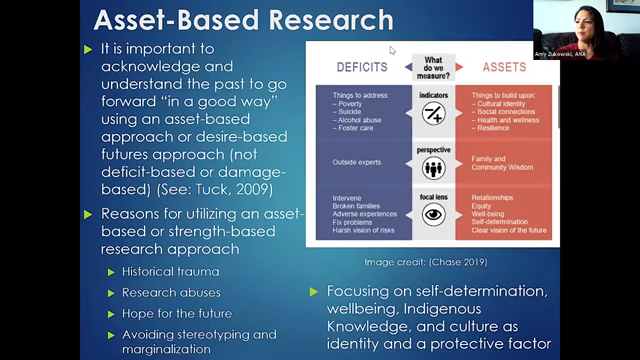 Asset-Based Research
It is important to
acknowledge and
understand the past to go
forward "in a good way"
using an asset-based
approach or desire-based
futures approach (not
deficit-based or damage-
based) (See: Tuck, 2009)
Reasons for utilizing an asset-
based or strength-based
research approach
Historical trauma
Research abuses
Hope for the future
Avoiding stereotyping and
marginalization
DEFICITS
What
do we
measure?
ASSETS
Things to address:
– Poverty
– Suicide
– Alcohol abuse
– Foster care
indicators
Things to build upon:
– Cultural identity
– Social connections
– Health and wellness
– Resilience
Outside experts
perspective
Family and
Community Wisdom
Intervene
Broken families
Adverse experiences
Fix problems
Harsh vision of risks
focal lens
Relationships
Equity
Well-being
Self-determination
Clear vision of the future
Image credit: (Chase 2019)
Focusing on self-determination,
wellbeing, Indigenous
Knowledge, and culture as
identity and a protective factor
Amy Zukowski, ANA